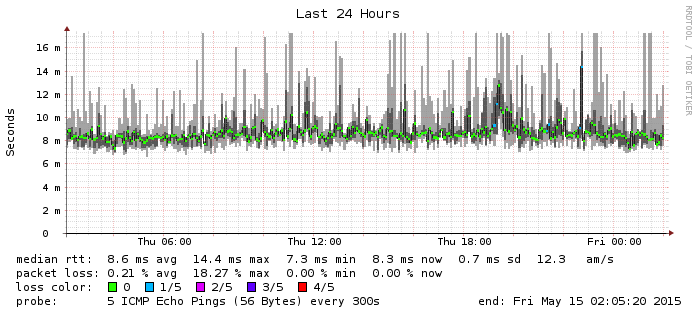 Last 24 Hours
RRDTOOL / TOBI OETIKER
Seconds
16 m
14 m
12 m
10 m
8 m
6 m
4 m
2 m
0
Thu 06:00 Thu 12:00 Thu 18:00 Fri 00:00
median rtt: 8.6 ms avg 14.4 ms max 7.3 ms min 8.3 ms now 0.7 ms sd 12.3 am/s
packet loss: 0.21 % avg 18.27 % max 0.00 % min 0.00 % now
loss color: 0 1/5 2/5 3/5 4/5
probe: 5 ICMP Echo Pings (56 Bytes) every 300s end: Fri May 15 02:05:20 2015